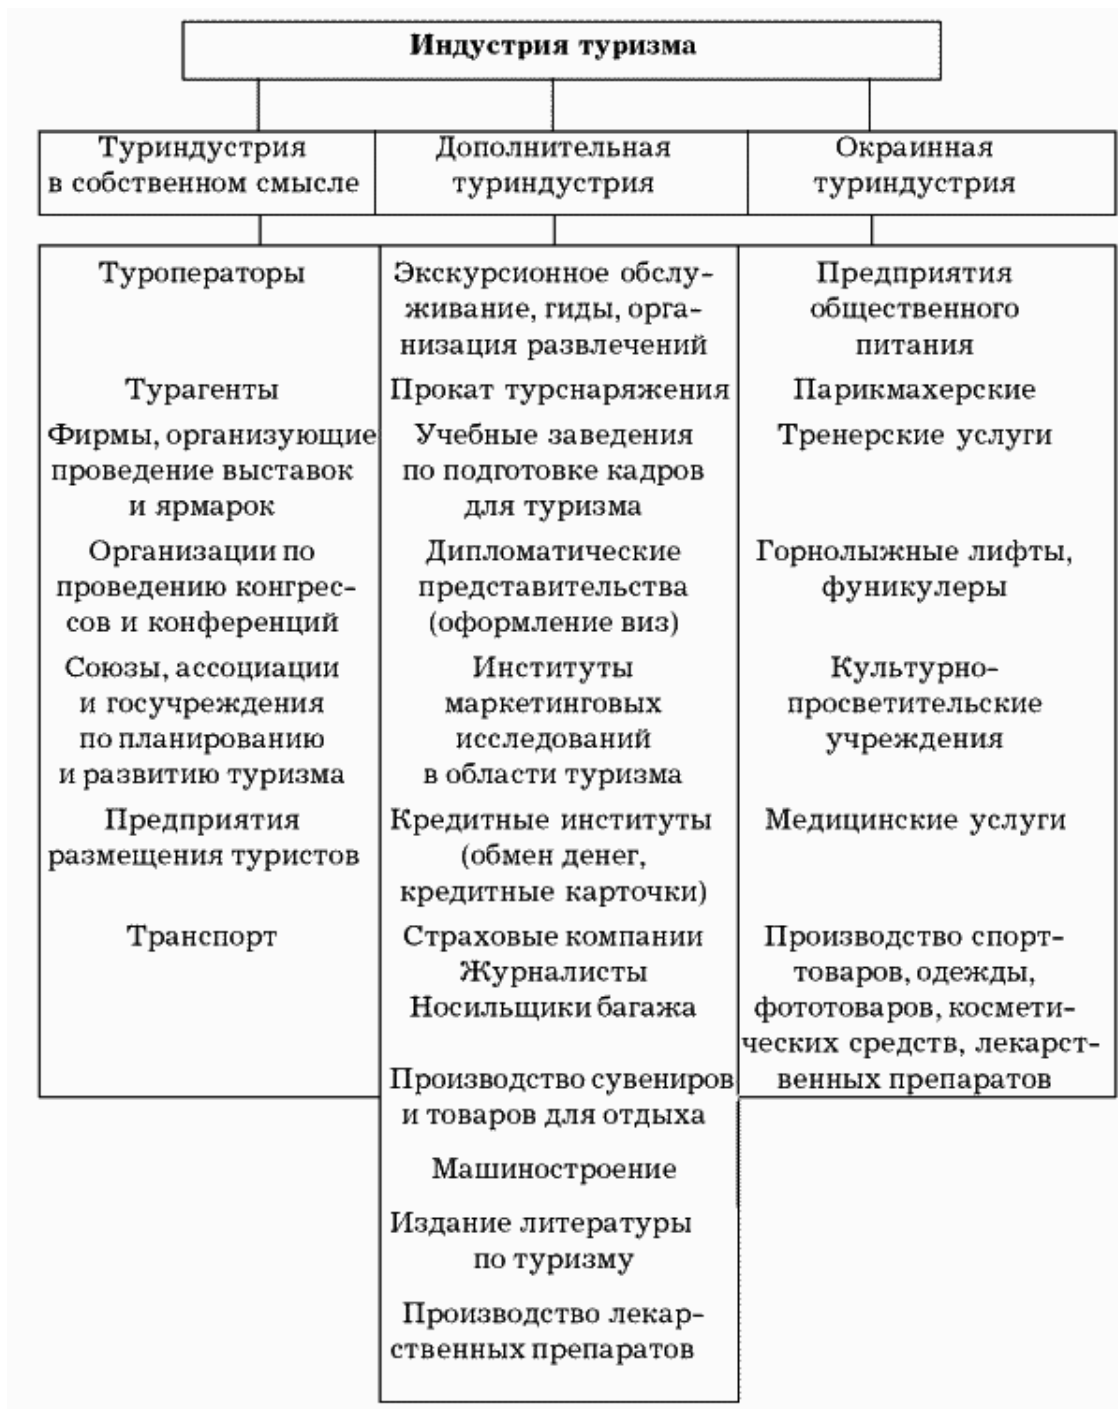 Индустрия туризма
Туриндустрия
в собственном смысле
Дополнительная
туриндустрия
Окраинная
туриндустрия
Туроператоры
Турагенты
Фирмы, организующие
проведение выставок
и ярмарок
Организации по
проведению конгрес-
сов и конференций
Союзы, ассоциации
и госучреждения
по планированию
и развитию туризма
Предприятия
размещения туристов
Транспорт
Экскурсионное обслу-
живание, гиды, орга-
низация развлечений
Прокат турснаряжения
Учебные заведения
по подготовке кадров
для туризма
Дипломатические
представительства
(оформление виз)
Институты
маркетинговых
исследований
в области туризма
Кредитные институты
(обмен денег,
кредитные карточки)
Страховые компании
Журналисты
Носильщики багажа
Производство сувениров
и товаров для отдыха
Машиностроение
Издание литературы
по туризму
Производство лекар-
ственных препаратов
Предприятия
общественного
питания
Парикмахерские
Тренерские услуги
Горнолыжные лифты,
фуникулеры
Культурно-
просветительские
учреждения
Медицинские услуги
Производство спорт-
товаров, одежды,
фототоваров, космети-
ческих средств, лекарст-
венных препаратов